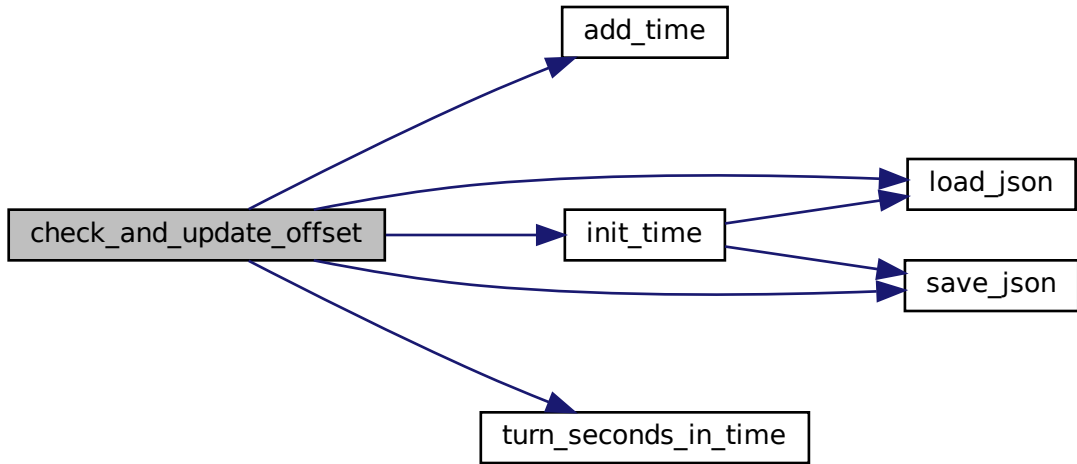 add_time
load_json
check_and_update_offset
init_time
save_json
turn_seconds_in_time